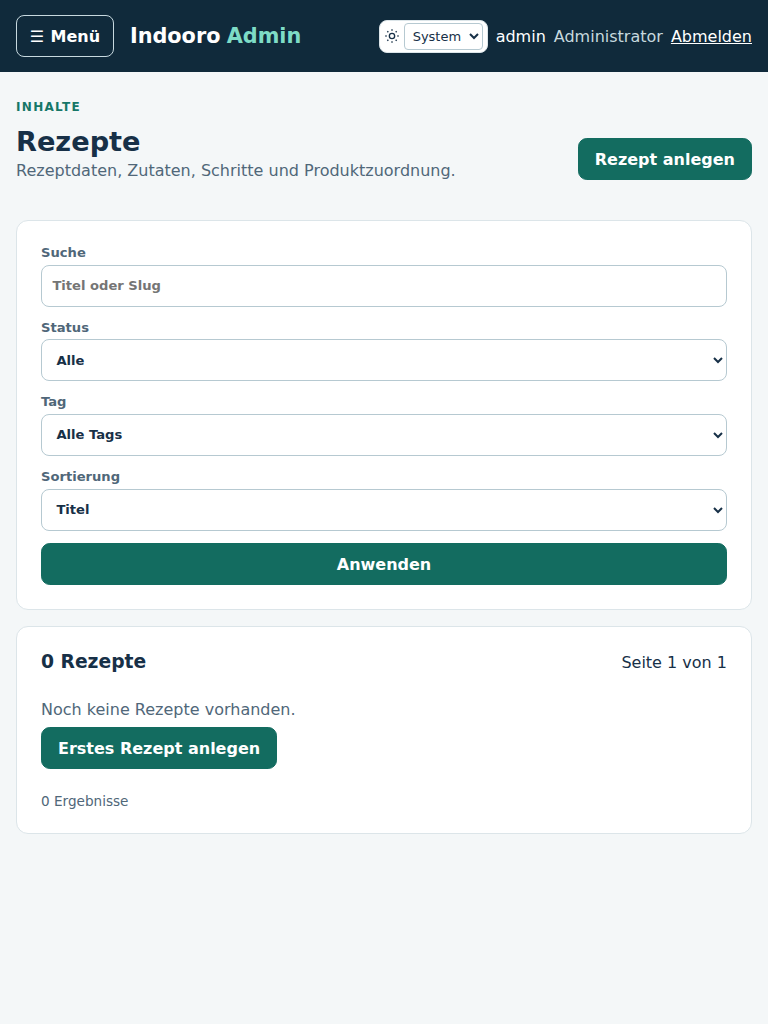 ☰ Menü Indooro Admin System admin Administrator Abmelden
INHALTE
Rezepte
Rezeptdaten, Zutaten, Schritte und Produktzuordnung.
Rezept anlegen
Suche
Titel oder Slug
Status
Alle
Tag
Alle Tags
Sortierung
Titel
Anwenden
0 Rezepte Seite 1 von 1
Noch keine Rezepte vorhanden.
Erstes Rezept anlegen
0 Ergebnisse